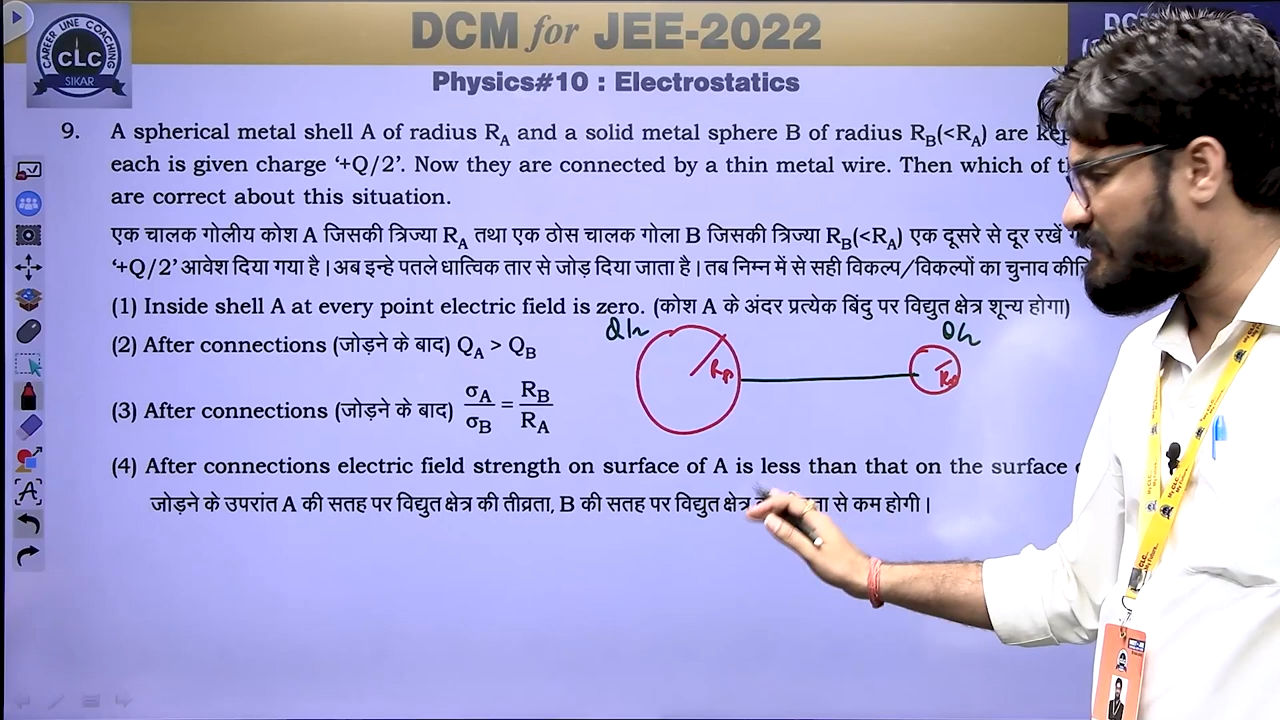 CAREER LINE COACHING
CLC
SIKAR
DCM for JEE-2022
Physics#10 : Electrostatics
9. A spherical metal shell A of radius R_A and a solid metal sphere B of radius R_B(<R_A) are
each is given charge ‘+Q/2’. Now they are connected by a thin metal wire. Then which of
are correct about this situation.
एक चालक गोलीय कोश A जिसकी त्रिज्या R_A तथा एक ठोस चालक गोला B जिसकी त्रिज्या R_B(<R_A) एक दूसरे से दूर रखें
‘+Q/2’ आवेश दिया गया है। अब इन्हे पतले धात्विक तार से जोड़ दिया जाता है। तब निम्न में से सही विकल्प/विकल्पों का चुनाव
(1) Inside shell A at every point electric field is zero. (कोश A के अंदर प्रत्येक बिंदु पर विद्युत क्षेत्र शून्य होगा)
(2) After connections (जोड़ने के बाद) Q_A > Q_B
(3) After connections (जोड़ने के बाद) σ_A/σ_B = R_B/R_A
(4) After connections electric field strength on surface of A is less than that on the surface
जोड़ने के उपरांत A की सतह पर विद्युत क्षेत्र की तीव्रता, B की सतह पर विद्युत क्षेत्र से कम होगी।